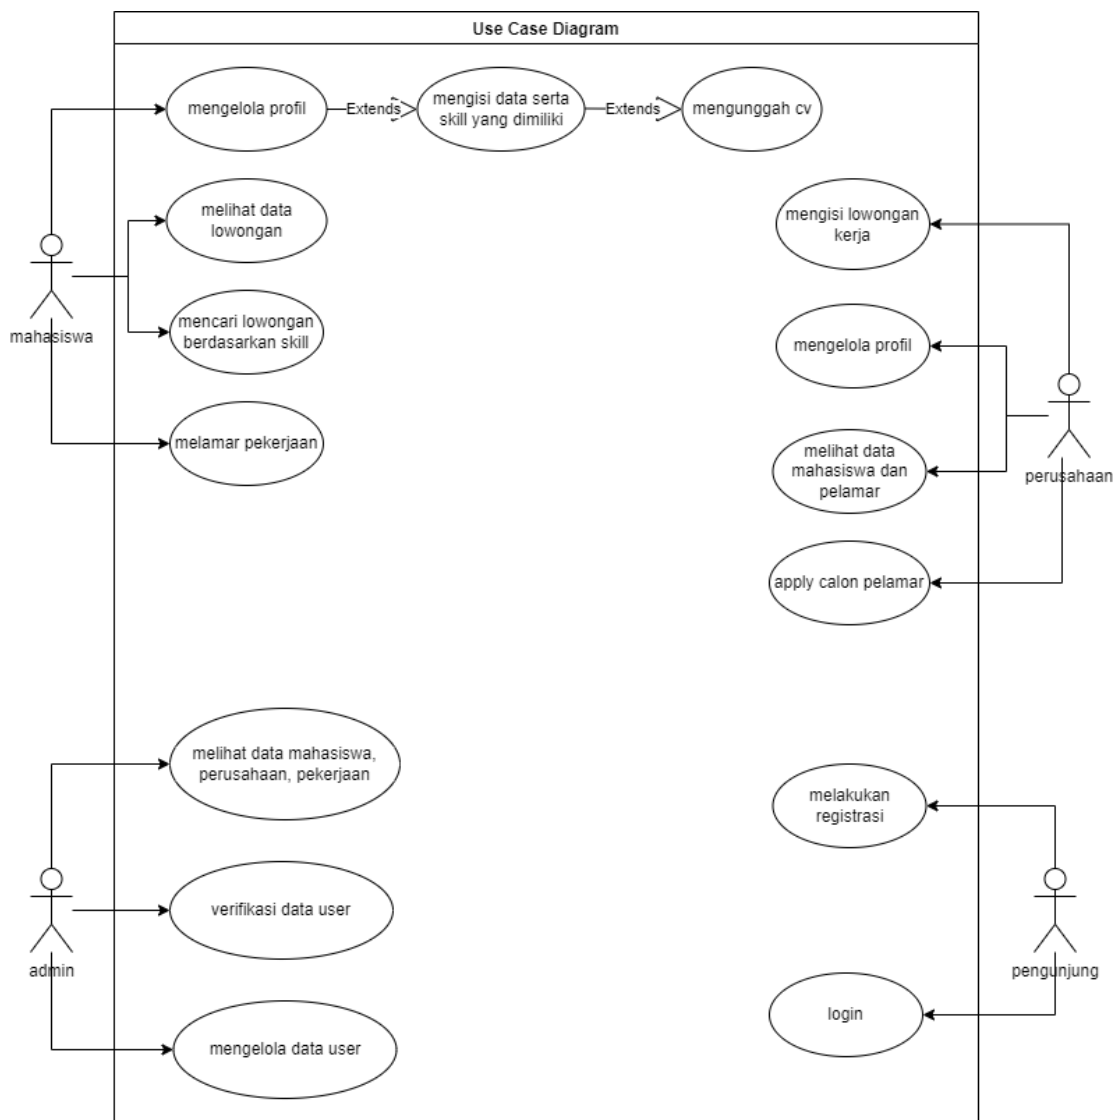 Use Case Diagram
mengelola profil
Extends
mengisi data serta
skill yang dimiliki
Extends
mengunggah cv
melihat data
lowongan
mengisi lowongan
kerja
mahasiswa
mencari lowongan
berdasarkan skill
mengelola profil
melamar pekerjaan
melihat data
mahasiswa dan
pelamar
perusahaan
apply calon pelamar
melihat data mahasiswa,
perusahaan, pekerjaan
melakukan
registrasi
verifikasi data user
admin
pengunjung
login
mengelola data user